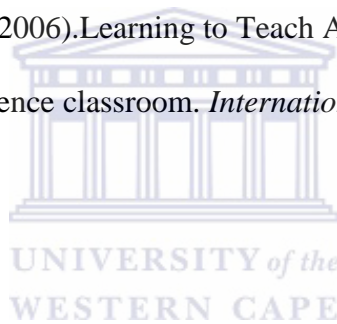 2006).Learning to Teach A
ence classroom. Internatio
UNIVERSITY of the
WESTERN CAPE